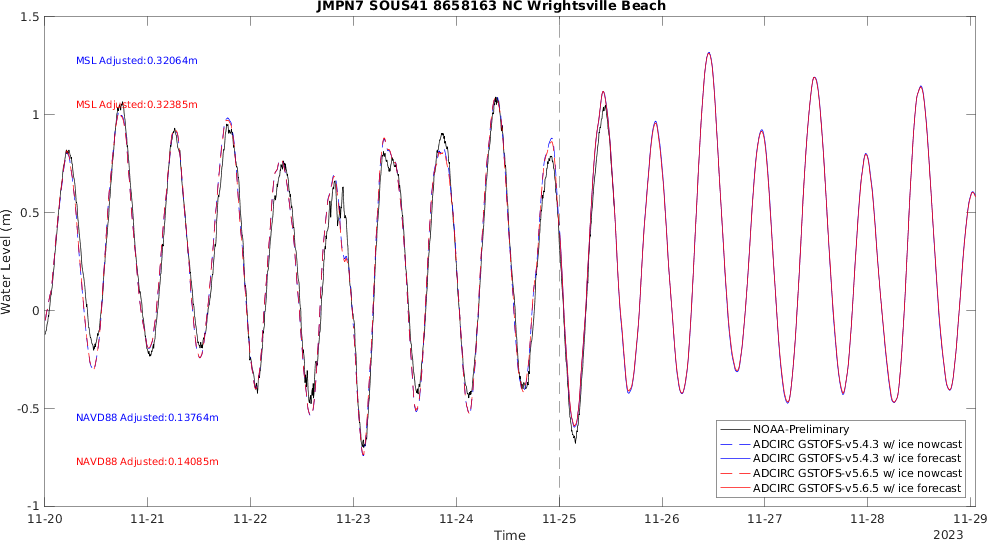 JMPN7 SOUS41 8658163 NC Wrightsville Beach
1.5
1
0.5
0
-0.5
-1
Water Level (m)
MSL Adjusted:0.32064m
MSL Adjusted:0.32385m
NAVD88 Adjusted:0.13764m
NAVD88 Adjusted:0.14085m
NOAA-Preliminary
ADCIRC GSTOFS-v5.4.3 w/ ice nowcast
ADCIRC GSTOFS-v5.4.3 w/ ice forecast
ADCIRC GSTOFS-v5.6.5 w/ ice nowcast
ADCIRC GSTOFS-v5.6.5 w/ ice forecast
11-20 11-21 11-22 11-23 11-24 11-25 11-26 11-27 11-28 11-29
Time
2023